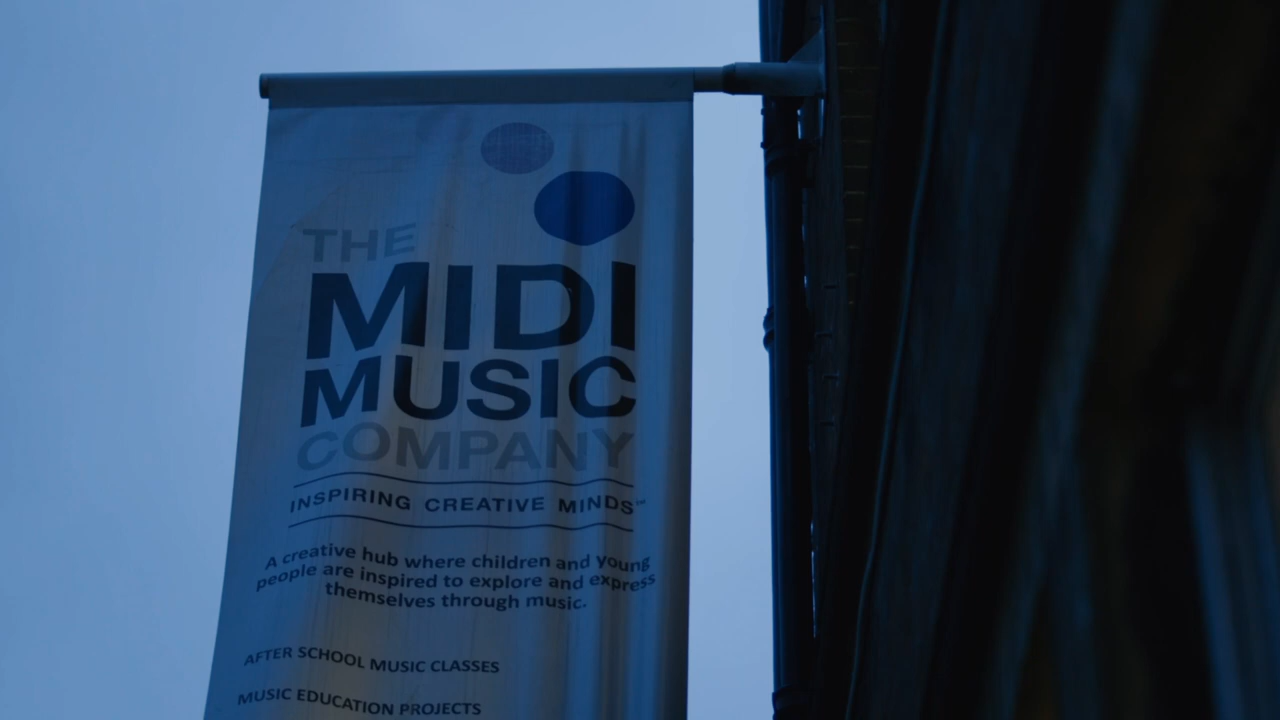 THE
MIDI
MUSIC
COMPANY
INSPIRING CREATIVE MINDS™
A creative hub where children and young
people are inspired to explore and express
themselves through music.
AFTER SCHOOL MUSIC CLASSES
MUSIC EDUCATION PROJECTS